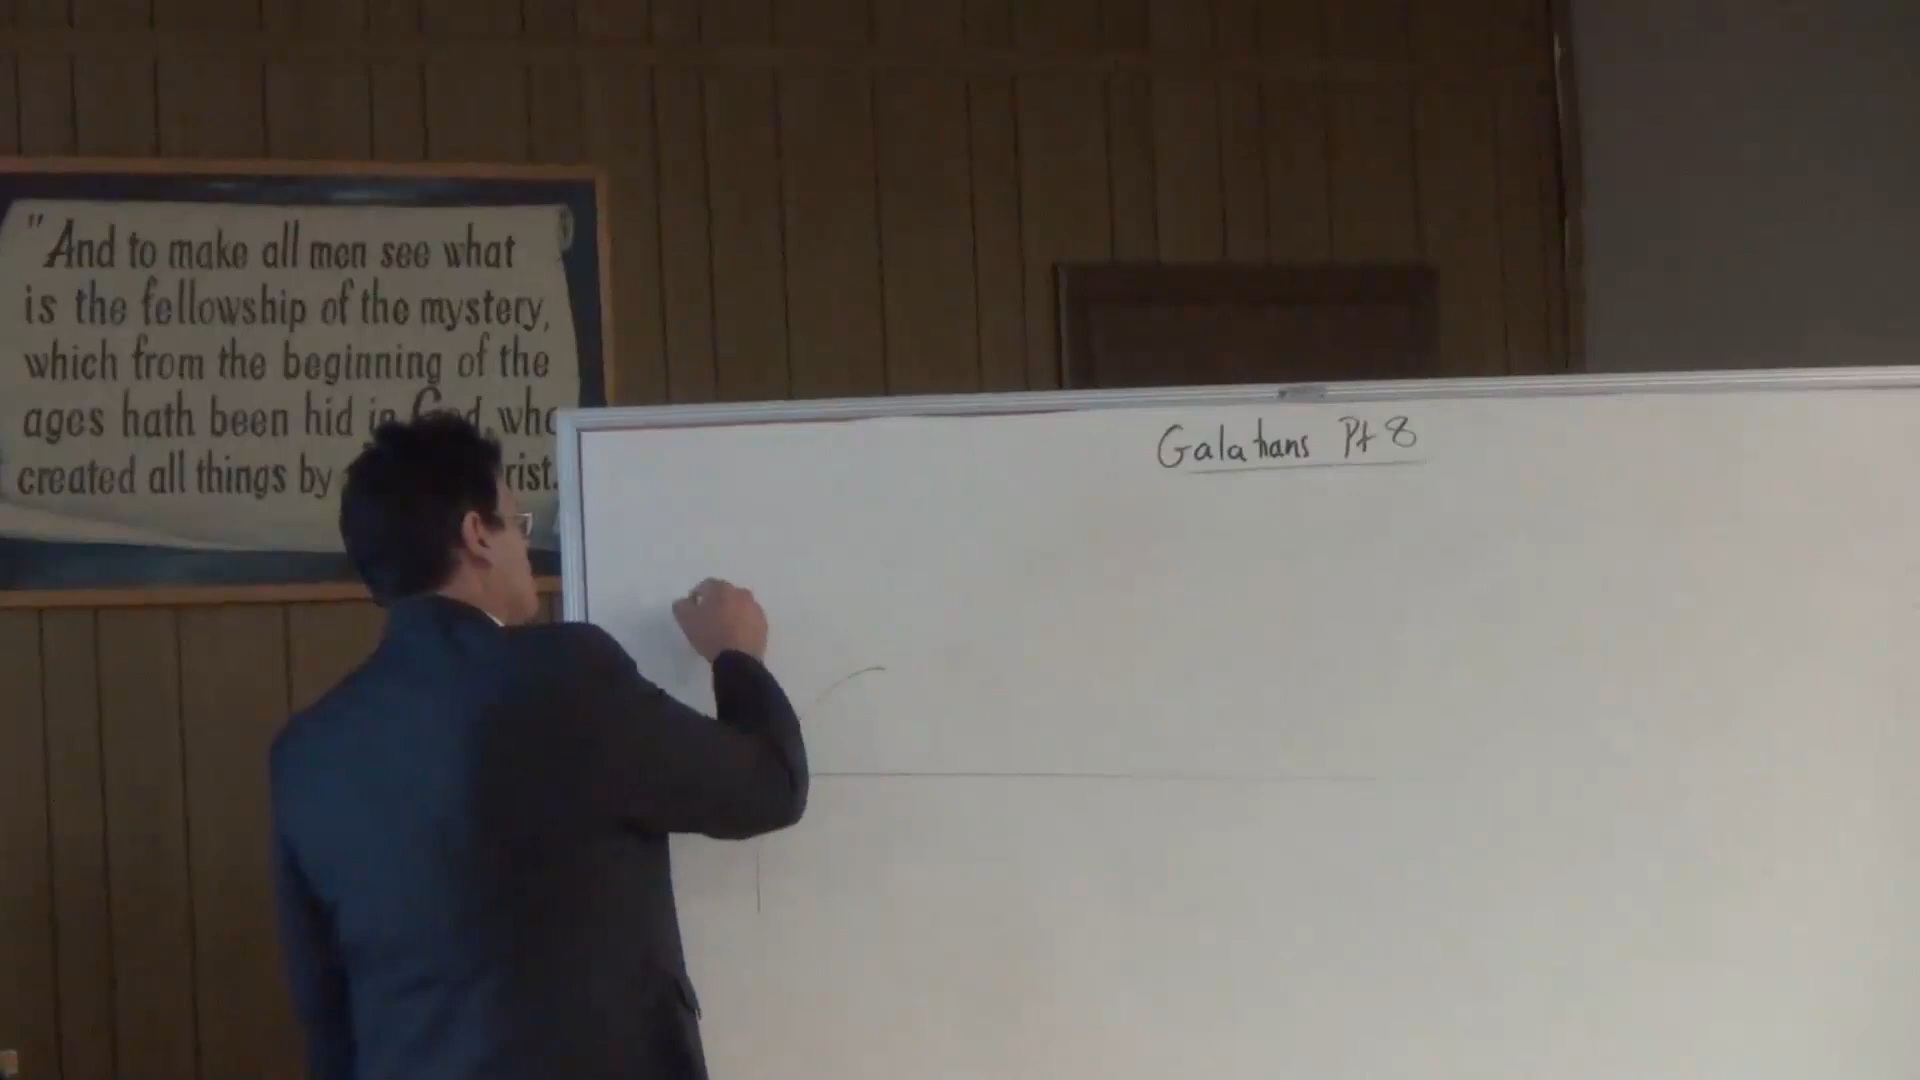 "And to make all men see what
is the fellowship of the mystery,
which from the beginning of the
ages hath been hid in God, who
created all things by
Galatians Pt 8